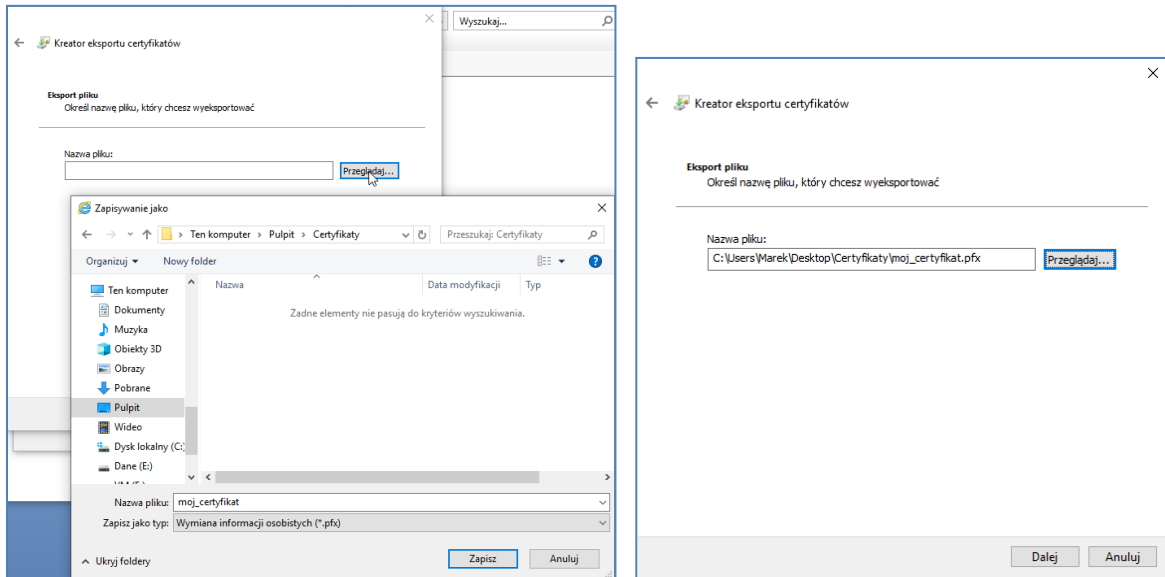 Wyszukaj...
Kreator eksportu certyfikatów
Eksport pliku
Określ nazwę pliku, który chcesz wyeksportować
Nazwa pliku:
Przeglądaj...
Zapisywanie jako
Ten komputer > Pulpit > Certyfikaty
Przeszukaj: Certyfikaty
Organizuj
Nowy folder
Nazwa
Data modyfikacji
Typ
Żadne elementy nie pasują do kryteriów wyszukiwania.
Ten komputer
Dokumenty
Muzyka
Obiekty 3D
Obrazy
Pobrane
Pulpit
Wideo
Dysk lokalny (C:)
Dane (E:)
Nazwa pliku: moj_certyfikat
Zapisz jako typ: Wymiana informacji osobistych (*.pfx)
Ukryj foldery
Zapisz
Anuluj
Kreator eksportu certyfikatów
Eksport pliku
Określ nazwę pliku, który chcesz wyeksportować
Nazwa pliku:
C:\Users\Marek\Desktop\Certyfikaty\moj_certyfikat.pfx
Przeglądaj...
Dalej
Anuluj